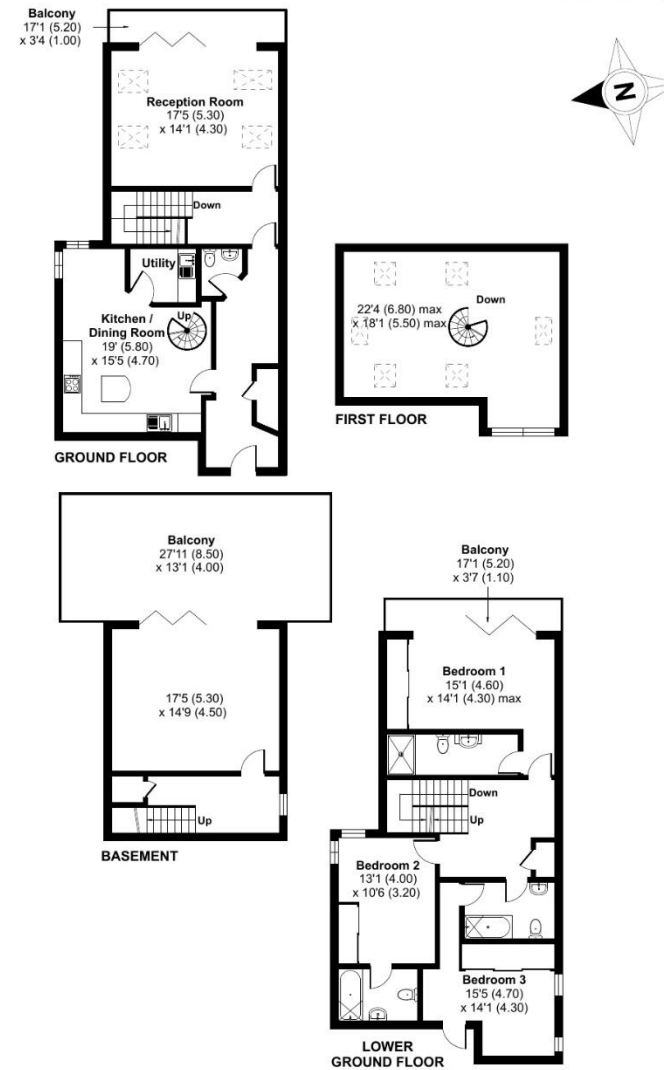 Balcony
17'1 (5.20)
x 3'4 (1.00)
Reception Room
17'5 (5.30)
x 14'1 (4.30)
Down
Utility
Kitchen /
Dining Room
19' (5.80)
x 15'5 (4.70)
Up
GROUND FLOOR
N
22'4 (6.80) max
x 18'1 (5.50) max
Down
FIRST FLOOR
Balcony
27'11 (8.50)
x 13'1 (4.00)
17'5 (5.30)
x 14'9 (4.50)
Up
BASEMENT
Balcony
17'1 (5.20)
x 3'7 (1.10)
Bedroom 1
15'1 (4.60)
x 14'1 (4.30) max
Down
Up
Bedroom 2
13'1 (4.00)
x 10'6 (3.20)
Bedroom 3
15'5 (4.70)
x 14'1 (4.30)
LOWER
GROUND FLOOR